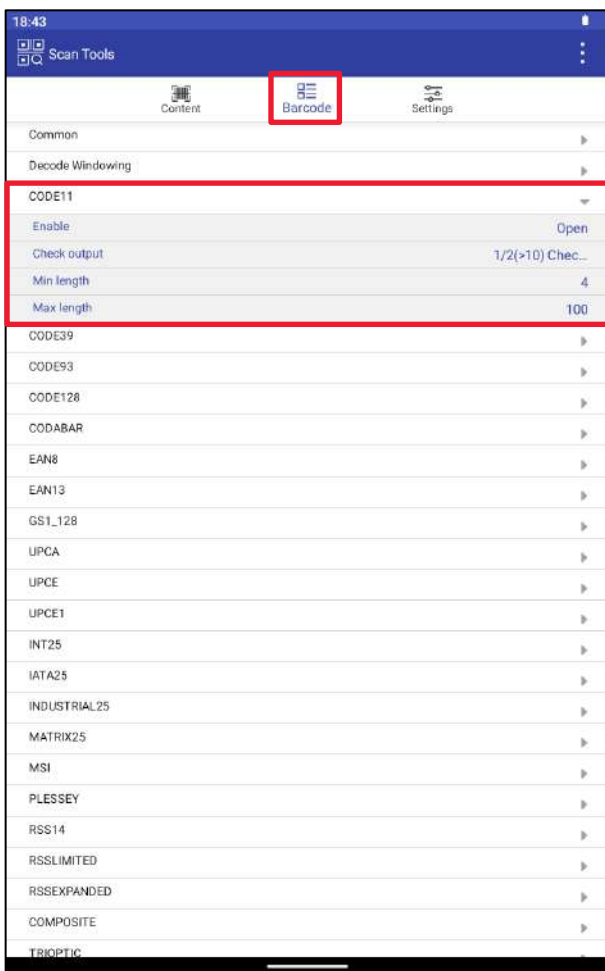 18:43
Scan Tools
Content Barcode Settings
Common
Decode Windowing
CODE11
Enable Open
Check output 1/2(>10) Chec...
Min length 4
Max length 100
CODE39
CODE93
CODE128
CODABAR
EAN8
EAN13
GS1_128
UPCA
UPCE
UPCE1
INT25
IATA25
INDUSTRIAL25
MATRIX25
MSI
PLESSEY
RSS14
RSSLIMITED
RSSEXPANDED
COMPOSITE
TRIOPTIC